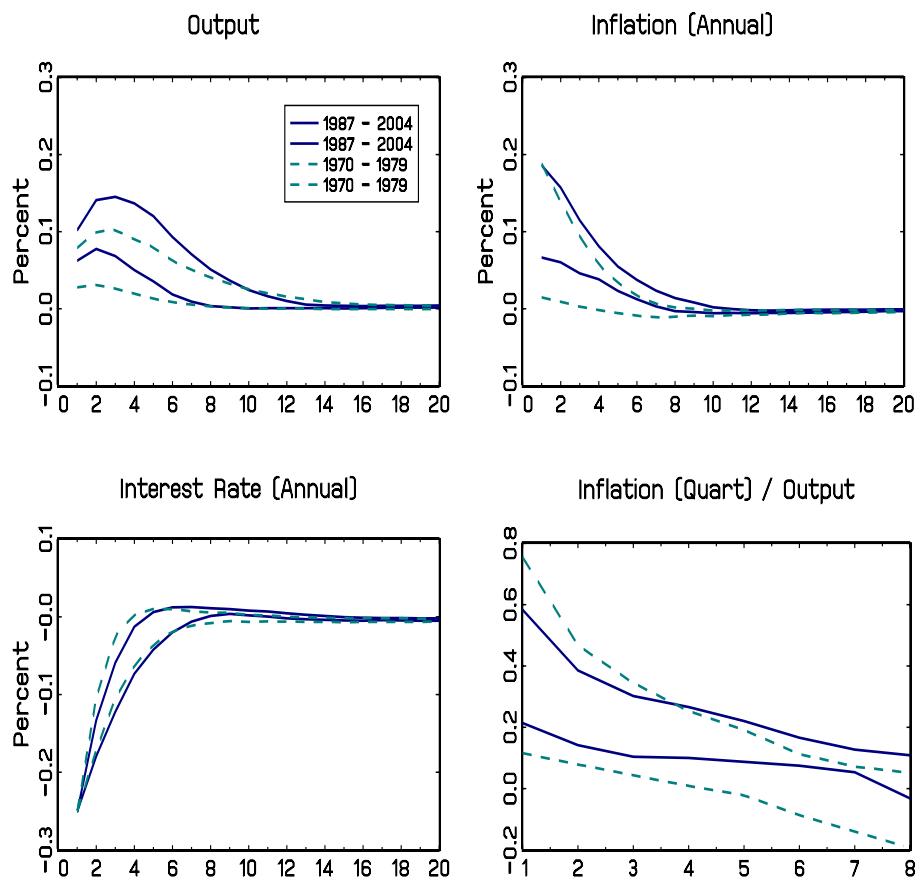 Output
Inflation (Annual)
Percent
0.3
0.2
0.1
0.0
-0.1
1987 - 2004
1987 - 2004
1970 - 1979
1970 - 1979
0 2 4 6 8 10 12 14 16 18 20
Percent
0.3
0.2
0.1
0.0
-0.1
0 2 4 6 8 10 12 14 16 18 20
Interest Rate (Annual)
Inflation (Quart) / Output
Percent
0.1
-0.0
-0.1
-0.2
-0.3
0 2 4 6 8 10 12 14 16 18 20
0.8
0.6
0.4
0.2
0.0
-0.2
1 2 3 4 5 6 7 8